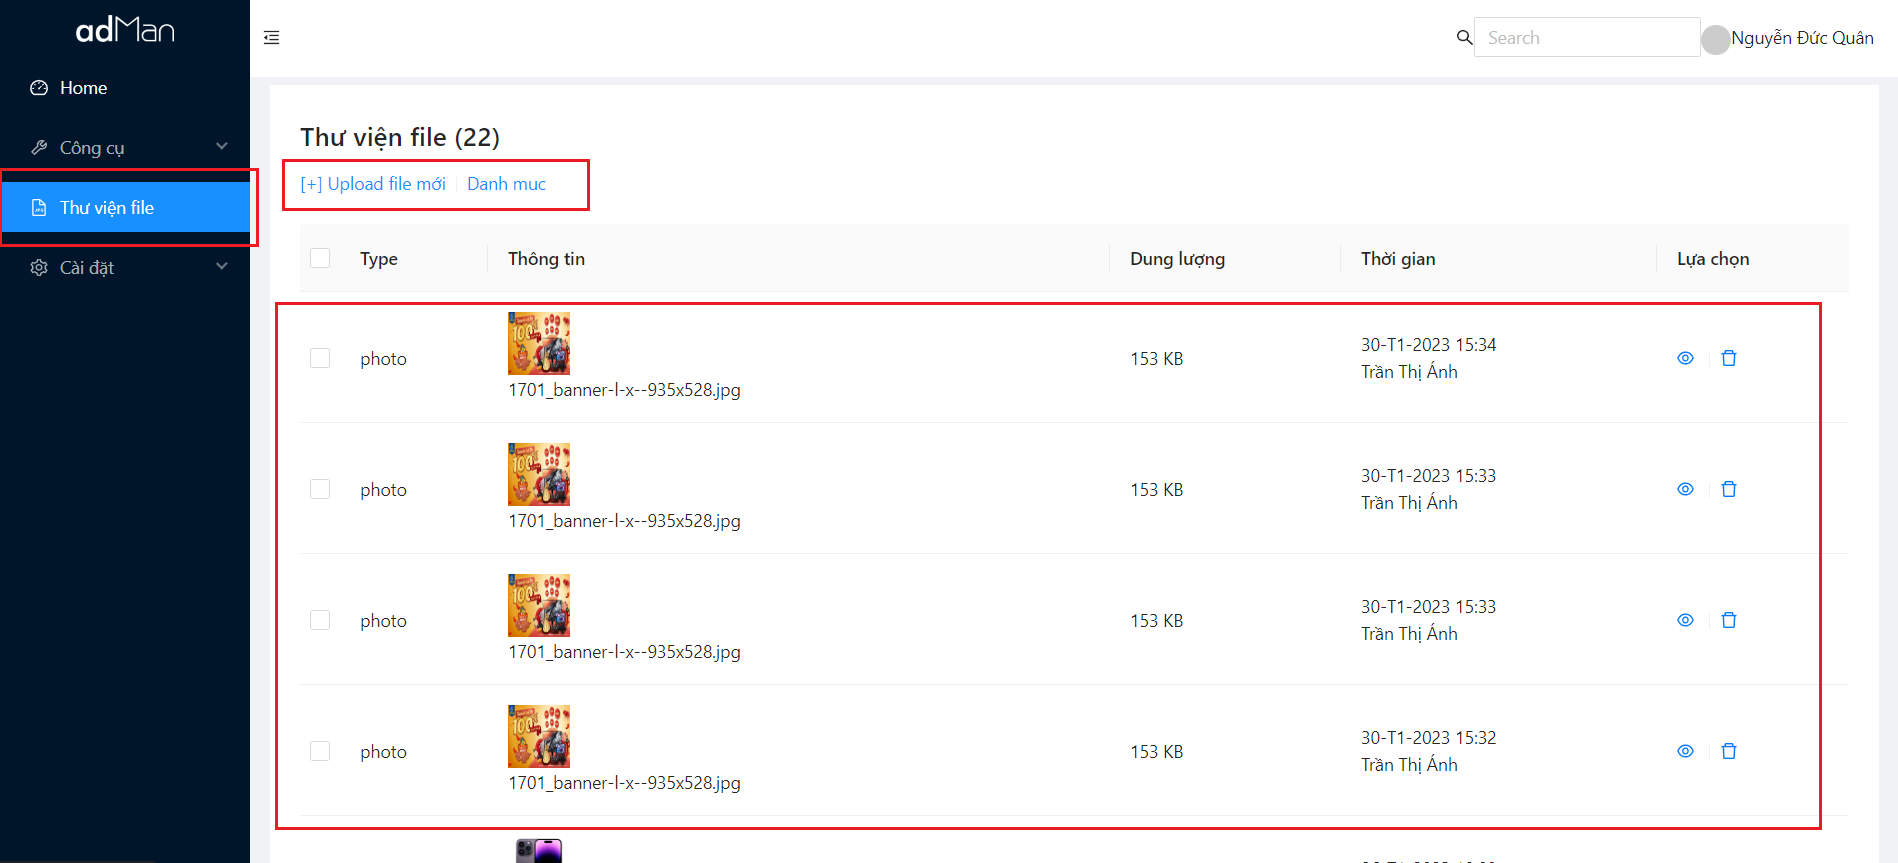 adMan
Home
Công cụ
Thư viện file
Cài đặt
Search
Nguyễn Đức Quân
Thư viện file (22)
[+] Upload file mới Danh muc
Type Thông tin Dung lượng Thời gian Lựa chọn
photo
1701_banner-l-x--935x528.jpg
153 KB
30-T1-2023 15:34
Trần Thị Ánh
photo
1701_banner-l-x--935x528.jpg
153 KB
30-T1-2023 15:33
Trần Thị Ánh
photo
1701_banner-l-x--935x528.jpg
153 KB
30-T1-2023 15:33
Trần Thị Ánh
photo
1701_banner-l-x--935x528.jpg
153 KB
30-T1-2023 15:32
Trần Thị Ánh